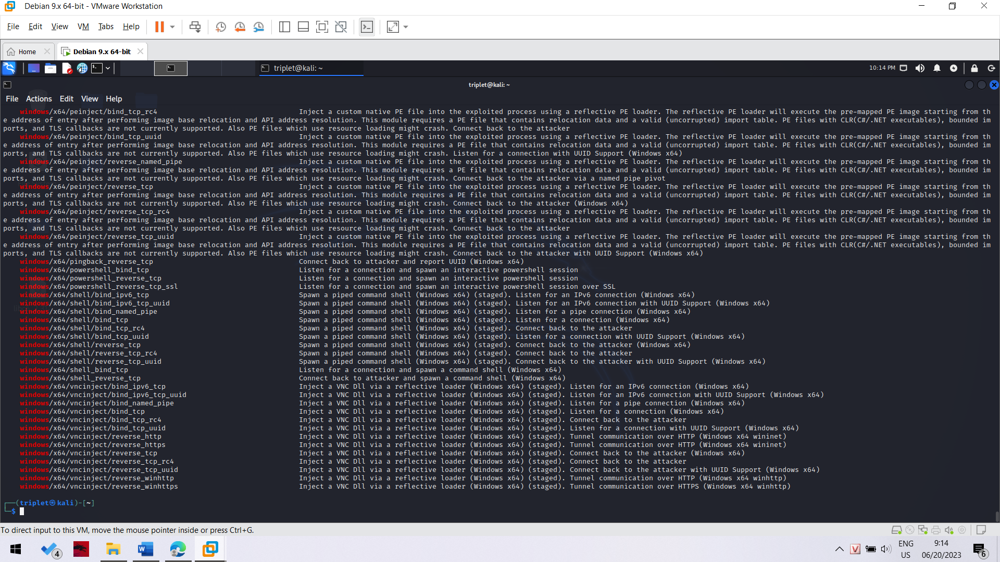 Debian 9.x 64-bit - VMware Workstation
File Edit View VM Tabs Help
Home Debian 9.x 64-bit
triplet@kali: ~ 10:14 PM
triplet@kali: ~
File Actions Edit View Help
windows/x64/peinject/bind_tcp_rc4 Inject a custom native PE file into the exploited process using a reflective PE loader. The reflective PE loader will execute the pre-mapped PE image starting from th
e address of entry after performing image base relocation and API address resolution. This module requires a PE file that contains relocation data and a valid (uncorrupted) import table. PE files with CLR(C#/.NET executables), bounded im
ports, and TLS callbacks are not currently supported. Also PE files which use resource loading might crash. Connect back to the attacker
windows/x64/peinject/bind_tcp_uuid Inject a custom native PE file into the exploited process using a reflective PE loader. The reflective PE loader will execute the pre-mapped PE image starting from th
e address of entry after performing image base relocation and API address resolution. This module requires a PE file that contains relocation data and a valid (uncorrupted) import table. PE files with CLR(C#/.NET executables), bounded im
ports, and TLS callbacks are not currently supported. Also PE files which use resource loading might crash. Listen for a connection with UUID Support (Windows x64)
windows/x64/peinject/reverse_named_pipe Inject a custom native PE file into the exploited process using a reflective PE loader. The reflective PE loader will execute the pre-mapped PE image starting from th
e address of entry after performing image base relocation and API address resolution. This module requires a PE file that contains relocation data and a valid (uncorrupted) import table. PE files with CLR(C#/.NET executables), bounded im
ports, and TLS callbacks are not currently supported. Also PE files which use resource loading might crash. Connect back to the attacker via a named pipe pivot
windows/x64/peinject/reverse_tcp Inject a custom native PE file into the exploited process using a reflective PE loader. The reflective PE loader will execute the pre-mapped PE image starting from th
e address of entry after performing image base relocation and API address resolution. This module requires a PE file that contains relocation data and a valid (uncorrupted) import table. PE files with CLR(C#/.NET executables), bounded im
ports, and TLS callbacks are not currently supported. Also PE files which use resource loading might crash. Connect back to the attacker (Windows x64)
windows/x64/peinject/reverse_tcp_rc4 Inject a custom native PE file into the exploited process using a reflective PE loader. The reflective PE loader will execute the pre-mapped PE image starting from th
e address of entry after performing image base relocation and API address resolution. This module requires a PE file that contains relocation data and a valid (uncorrupted) import table. PE files with CLR(C#/.NET executables), bounded im
ports, and TLS callbacks are not currently supported. Also PE files which use resource loading might crash. Connect back to the attacker
windows/x64/peinject/reverse_tcp_uuid Inject a custom native PE file into the exploited process using a reflective PE loader. The reflective PE loader will execute the pre-mapped PE image starting from th
e address of entry after performing image base relocation and API address resolution. This module requires a PE file that contains relocation data and a valid (uncorrupted) import table. PE files with CLR(C#/.NET executables), bounded im
ports, and TLS callbacks are not currently supported. Also PE files which use resource loading might crash. Connect back to the attacker with UUID Support (Windows x64)
windows/x64/pingback_reverse_tcp Connect back to attacker and report UUID (Windows x64)
windows/x64/powershell_bind_tcp Listen for a connection and spawn an interactive powershell session
windows/x64/powershell_reverse_tcp Listen for a connection and spawn an interactive powershell session
windows/x64/powershell_reverse_tcp_ssl Listen for a connection and spawn an interactive powershell session over SSL
windows/x64/shell/bind_ipv6_tcp Spawn a piped command shell (Windows x64) (staged). Listen for an IPv6 connection (Windows x64)
windows/x64/shell/bind_ipv6_tcp_uuid Spawn a piped command shell (Windows x64) (staged). Listen for an IPv6 connection with UUID Support (Windows x64)
windows/x64/shell/bind_named_pipe Spawn a piped command shell (Windows x64) (staged). Listen for a pipe connection (Windows x64)
windows/x64/shell/bind_tcp Spawn a piped command shell (Windows x64) (staged). Listen for a connection (Windows x64)
windows/x64/shell/bind_tcp_rc4 Spawn a piped command shell (Windows x64) (staged). Connect back to the attacker
windows/x64/shell/bind_tcp_uuid Spawn a piped command shell (Windows x64) (staged). Listen for a connection with UUID Support (Windows x64)
windows/x64/shell/reverse_tcp Spawn a piped command shell (Windows x64) (staged). Connect back to the attacker (Windows x64)
windows/x64/shell/reverse_tcp_rc4 Spawn a piped command shell (Windows x64) (staged). Connect back to the attacker
windows/x64/shell/reverse_tcp_uuid Spawn a piped command shell (Windows x64) (staged). Connect back to the attacker with UUID Support (Windows x64)
windows/x64/shell_bind_tcp Listen for a connection and spawn a command shell (Windows x64)
windows/x64/shell_reverse_tcp Connect back to attacker and spawn a command shell (Windows x64)
windows/x64/vncinject/bind_ipv6_tcp Inject a VNC Dll via a reflective loader (Windows x64) (staged). Listen for an IPv6 connection (Windows x64)
windows/x64/vncinject/bind_ipv6_tcp_uuid Inject a VNC Dll via a reflective loader (Windows x64) (staged). Listen for an IPv6 connection with UUID Support (Windows x64)
windows/x64/vncinject/bind_named_pipe Inject a VNC Dll via a reflective loader (Windows x64) (staged). Listen for a pipe connection (Windows x64)
windows/x64/vncinject/bind_tcp Inject a VNC Dll via a reflective loader (Windows x64) (staged). Listen for a connection (Windows x64)
windows/x64/vncinject/bind_tcp_rc4 Inject a VNC Dll via a reflective loader (Windows x64) (staged). Connect back to the attacker
windows/x64/vncinject/bind_tcp_uuid Inject a VNC Dll via a reflective loader (Windows x64) (staged). Listen for a connection with UUID Support (Windows x64)
windows/x64/vncinject/reverse_http Inject a VNC Dll via a reflective loader (Windows x64) (staged). Tunnel communication over HTTP (Windows x64 wininet)
windows/x64/vncinject/reverse_https Inject a VNC Dll via a reflective loader (Windows x64) (staged). Tunnel communication over HTTP (Windows x64 wininet)
windows/x64/vncinject/reverse_tcp Inject a VNC Dll via a reflective loader (Windows x64) (staged). Connect back to the attacker (Windows x64)
windows/x64/vncinject/reverse_tcp_rc4 Inject a VNC Dll via a reflective loader (Windows x64) (staged). Connect back to the attacker
windows/x64/vncinject/reverse_tcp_uuid Inject a VNC Dll via a reflective loader (Windows x64) (staged). Connect back to the attacker with UUID Support (Windows x64)
windows/x64/vncinject/reverse_winhttp Inject a VNC Dll via a reflective loader (Windows x64) (staged). Tunnel communication over HTTP (Windows x64 winhttp)
windows/x64/vncinject/reverse_winhttps Inject a VNC Dll via a reflective loader (Windows x64) (staged). Tunnel communication over HTTPS (Windows x64 winhttp)
┌──(triplet㉿kali)-[~]
└─$
To direct input to this VM, move the mouse pointer inside or press Ctrl+G.
4 W V ENG 9:14
US 06/20/2023 6